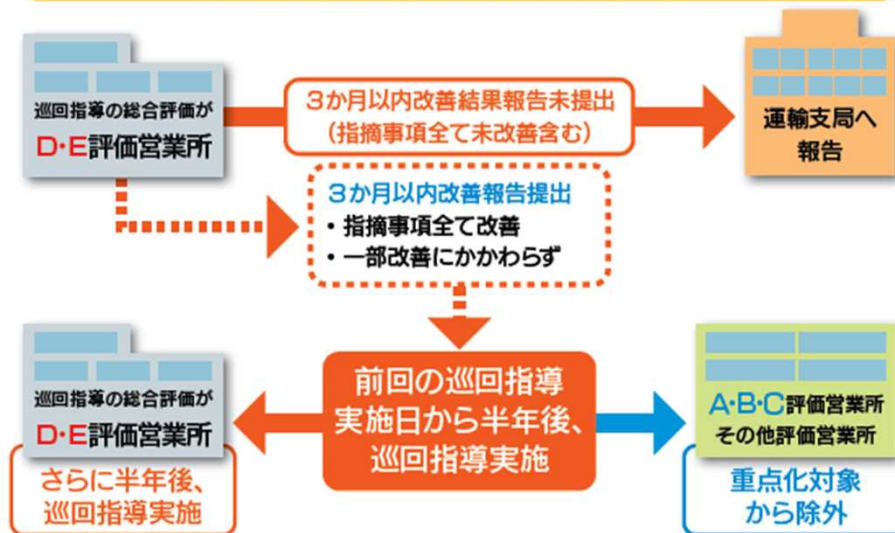 巡回指導の総合評価が
D・E評価営業所
3か月以内改善結果報告未提出
(指摘事項全て未改善含む)
運輸支局へ
報告
3か月以内改善報告提出
・指摘事項全て改善
・一部改善にかかわらず
巡回指導の総合評価が
D・E評価営業所
さらに半年後、
巡回指導実施
前回の巡回指導
実施日から半年後、
巡回指導実施
A・B・C評価営業所
その他評価営業所
重点化対象
から除外